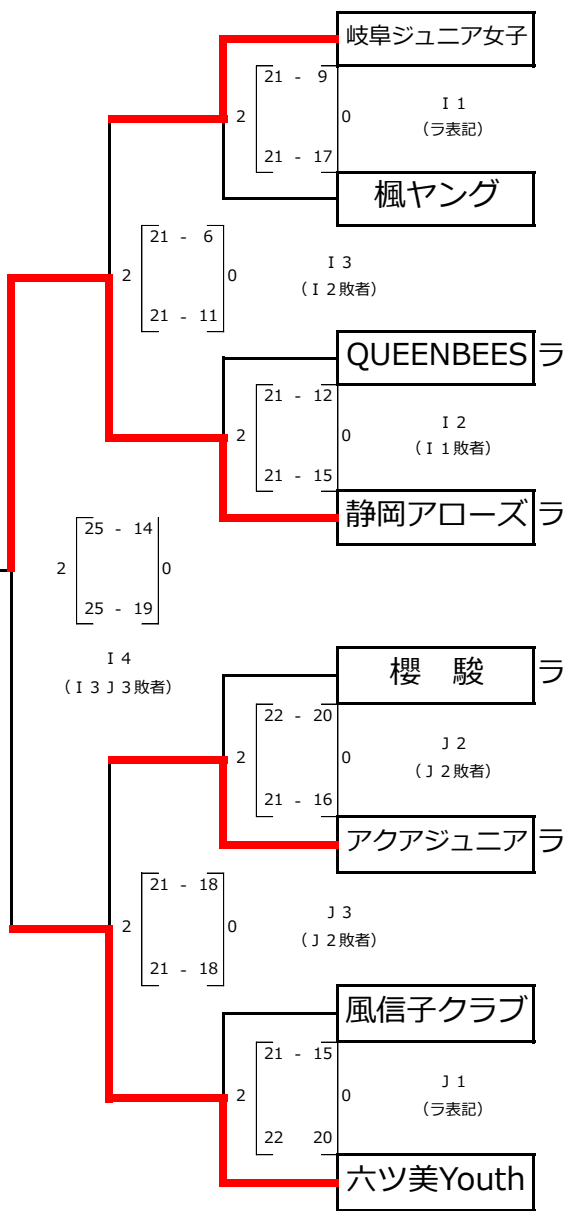 岐阜ジュニア女子
21 - 9
2 0 I 1
(ラ表記)
21 - 17
楓ヤング
21 - 6
2 0 I 3
(I 2敗者)
21 - 11
QUEENBEES ラ
21 - 12
2 0 I 2
(I 1敗者)
21 - 15
静岡アローズ ラ
25 - 14
2 0
25 - 19
I 4
(I 3 J 3敗者)
櫻 駿 ラ
22 - 20
2 0 J 2
(J 2敗者)
21 - 16
アクアジュニア ラ
21 - 18
2 0 J 3
(J 2敗者)
21 - 18
風信子クラブ
21 - 15
2 0 J 1
(ラ表記)
22 20
六ツ美Youth